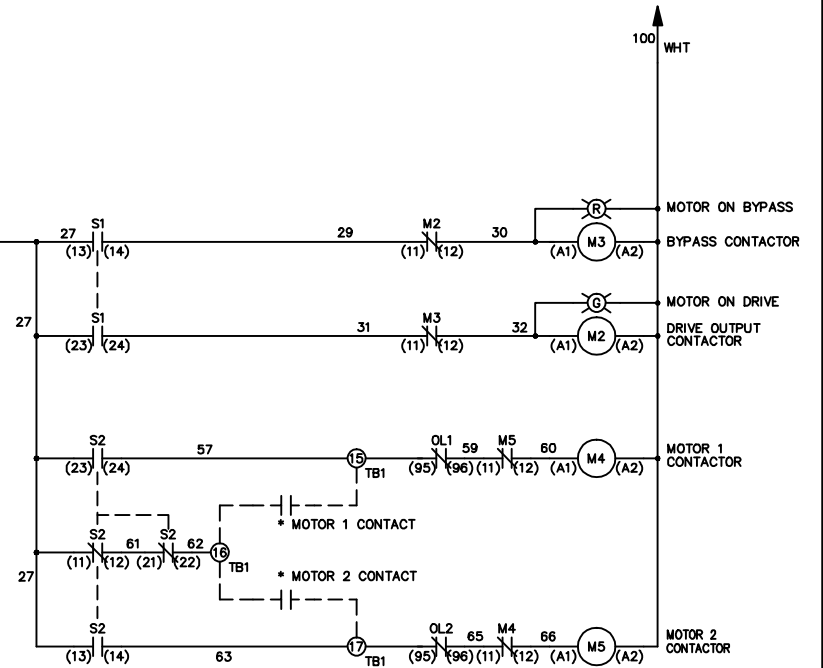 100
WHT
R MOTOR ON BYPASS
S1 M2
27 29 30
(13) (14) (11) (12) (A1) M3 (A2) BYPASS CONTACTOR
G MOTOR ON DRIVE
S1 M3
27 31 32
(23) (24) (11) (12) (A1) M2 (A2) DRIVE OUTPUT
CONTACTOR
S2 OL1 M5
57 15 59 60
(23) (24) TB1 (95) (96) (11) (12) (A1) M4 (A2) MOTOR 1
CONTACTOR
* MOTOR 1 CONTACT
S2 S2
61 62 16
(11) (12) (21) (22) TB1
* MOTOR 2 CONTACT
27
S2 OL2 M4
63 17 65 66
(13) (14) TB1 (95) (96) (11) (12) (A1) M5 (A2) MOTOR 2
CONTACTOR